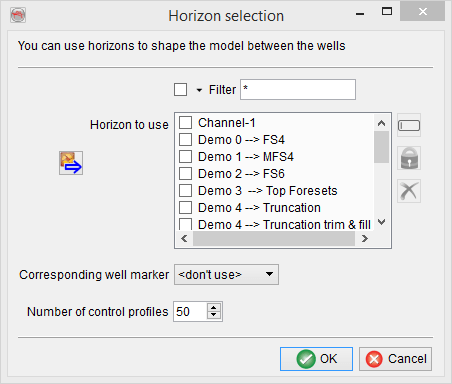 Horizon selection
You can use horizons to shape the model between the wells
Filter *
Horizon to use
Channel-1
Demo 0 --> FS4
Demo 1 --> MFS4
Demo 2 --> FS6
Demo 3 --> Top Foresets
Demo 4 --> Truncation
Demo 4 --> Truncation trim & fill
Corresponding well marker <don't use>
Number of control profiles 50
OK Cancel